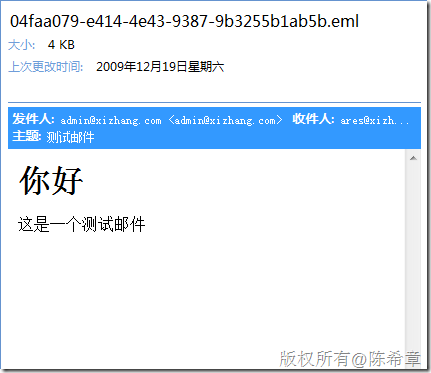 04faa079-e414-4e43-9387-9b3255b1ab5b.eml
大小: 4 KB
上次更改时间: 2009年12月19日星期六
发件人: admin@xizhang.com <admin@xizhang.com> 收件人: ares@xizh...
主题: 测试邮件
你好
这是一个测试邮件
版权所有@陈希章